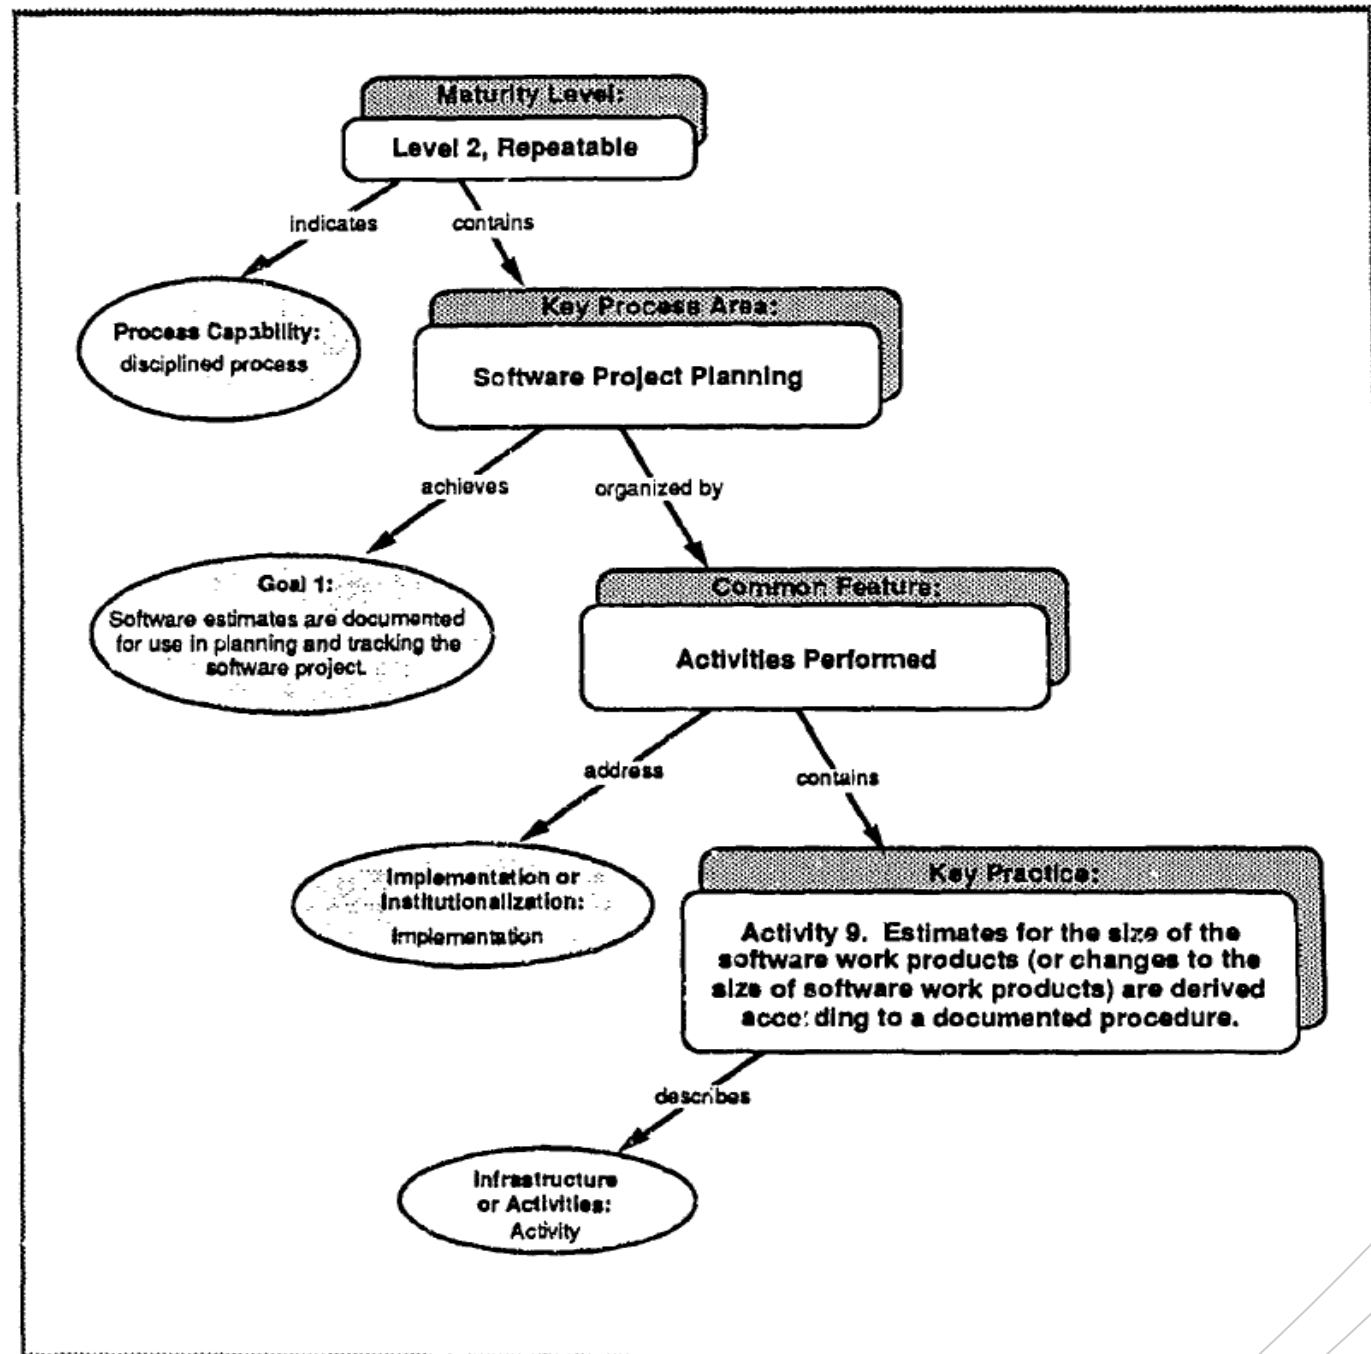 Maturity Level:
Level 2, Repeatable
indicates
contains
Process Capability:
disciplined process
Key Process Area:
Software Project Planning
achieves
organized by
Goal 1:
Software estimates are documented
for use in planning and tracking the
software project.
Common Feature:
Activities Performed
address
contains
Implementation or
Institutionalization:
Implementation
Key Practice:
Activity 9. Estimates for the size of the
software work products (or changes to the
size of software work products) are derived
according to a documented procedure.
describes
Infrastructure
or Activities:
Activity